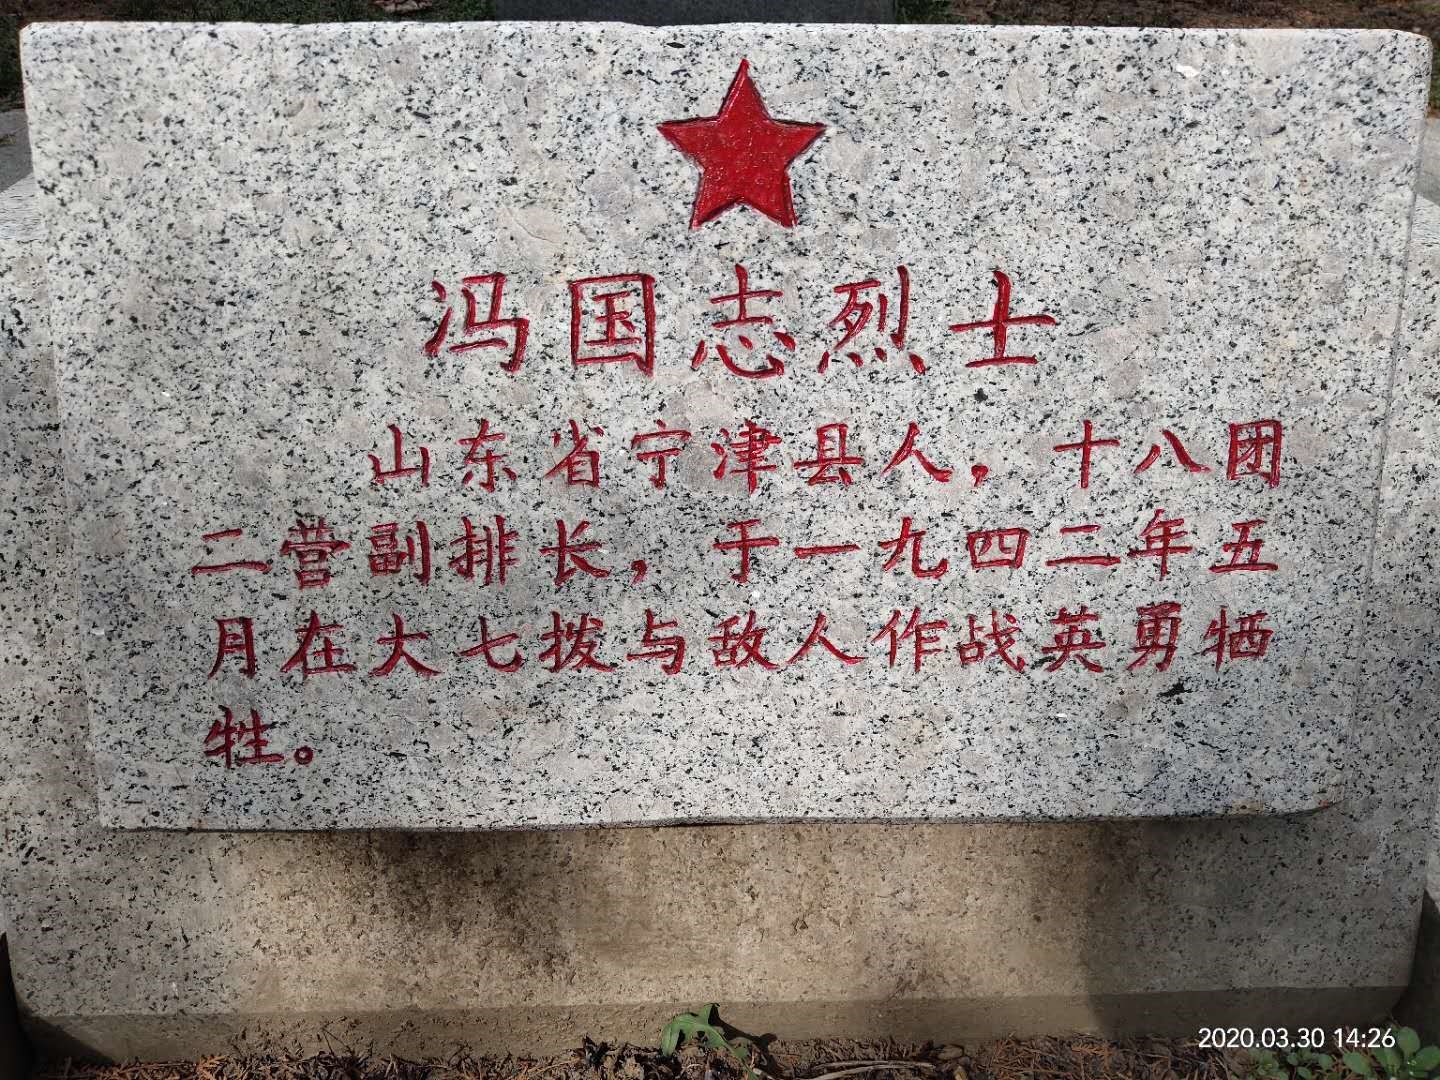 冯国志烈士
山东省宁津县人，十八团
二营副排长，于一九四二年五
月在大七拨与敌人作战英勇牺
牲。
2020.03.30 14:26